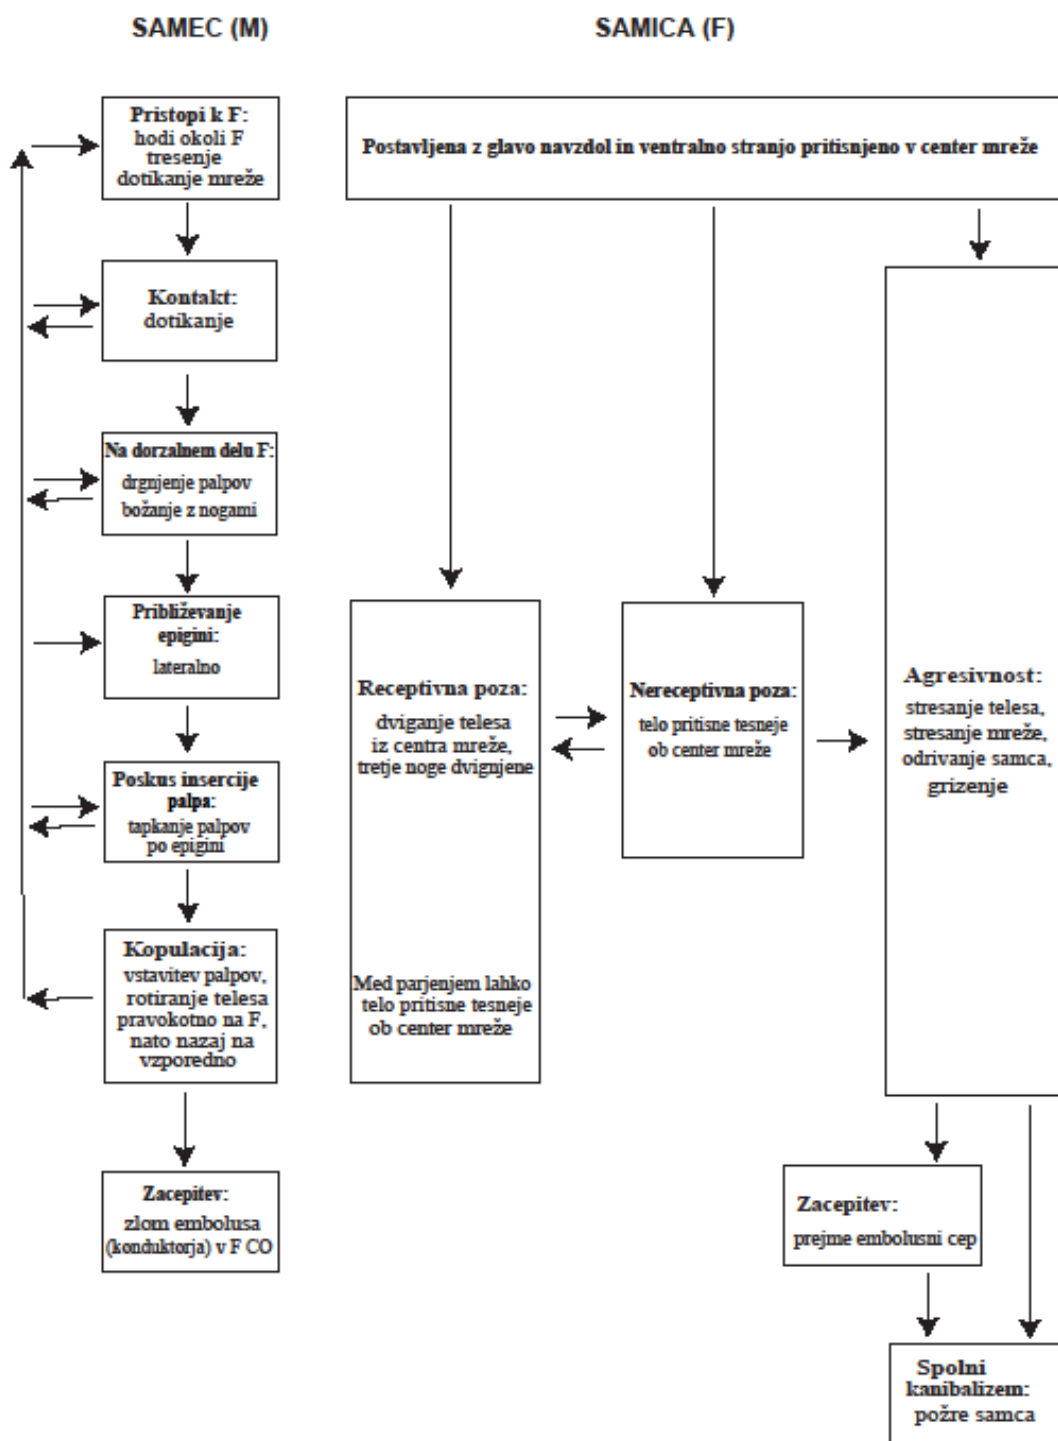 SAMEC (M)
SAMICA (F)
Pristopi k F:
hodi okoli F
tresenje
dotikanje mreže
Postavljena z glavo navzdol in ventralno stranjo pritisnjeno v center mreže
Kontakt:
dotikanje
Na dorzalnem delu F:
drgnjenje palpov
božanje z nogami
Približevanje
epigini:
lateralno
Poskus insercije
palpa:
tapkanje palpov
po epigini
Kopulacija:
vstavitev palpov,
rotiranje telesa
pravokotno na F,
nato nazaj na
vzporedno
Zacepitev:
zlom embolusa
(konduktorja) v F CO
Receptivna poza:
dviganje telesa
iz centra mreže,
tretje noge dvignjene
Med parjenjem lahko
telo pritisne tesneje
ob center mreže
Nereceptivna poza:
telo pritisne tesneje
ob center mreže
Agresivnost:
stresanje telesa,
stresanje mreže,
odrivanje samca,
grizenje
Zacepitev:
prejme embolusni cep
Spolni
kanibalizem:
požre samca